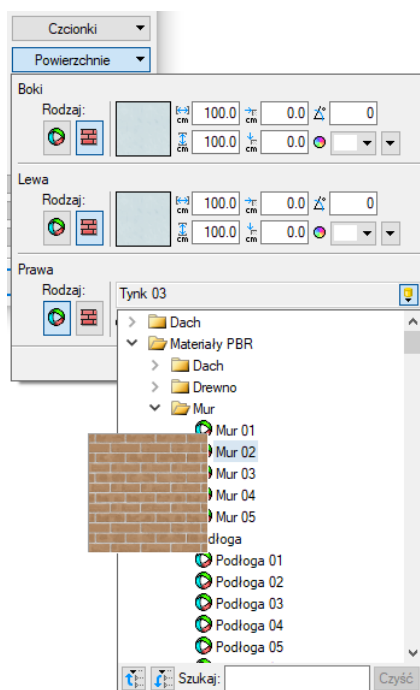 Czcionki
Powierzchnie
Boki
Rodzaj:
cm 100.0 cm 0.0 0
cm 100.0 cm 0.0
Lewa
Rodzaj:
cm 100.0 cm 0.0 0
cm 100.0 cm 0.0
Prawa
Rodzaj:
Tynk 03
Dach
Materiały PBR
Dach
Drewno
Mur
Mur 01
Mur 02
Mur 03
Mur 04
Mur 05
dłoga
Podłoga 01
Podłoga 02
Podłoga 03
Podłoga 04
Podłoga 05
Szukaj: Czyść